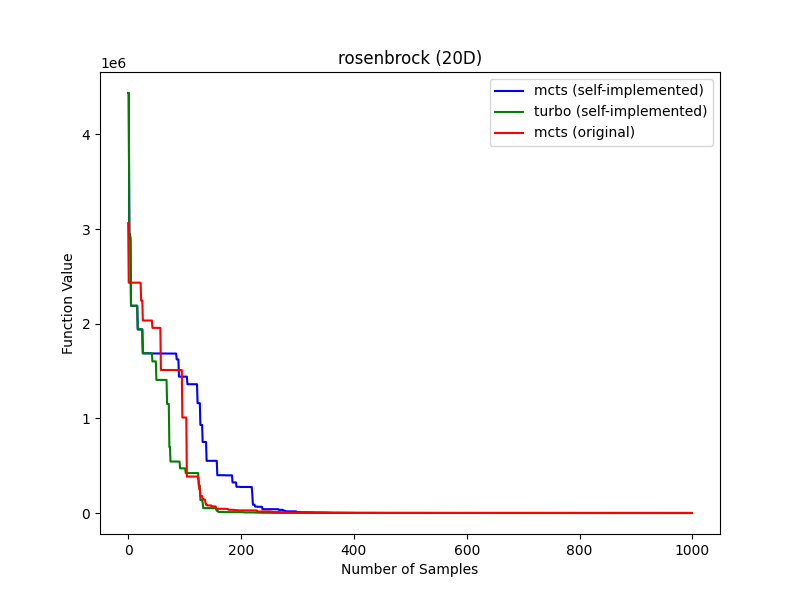 rosenbrock (20D)
1e6
mcts (self-implemented)
turbo (self-implemented)
mcts (original)
4
3
2
1
0
Function Value
0
200
400
600
800
1000
Number of Samples